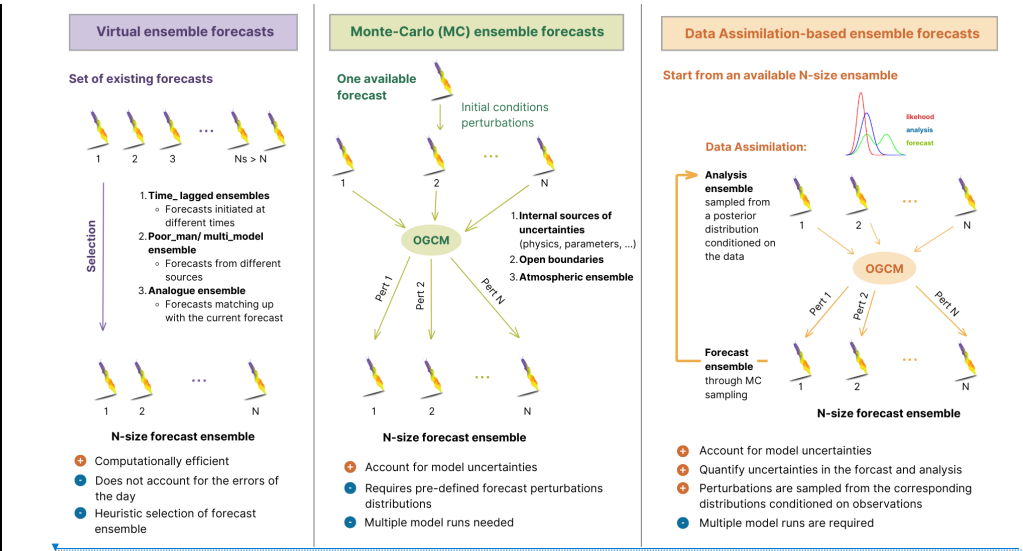 Virtual ensemble forecasts
Set of existing forecasts
1
2
3
...
Ns > N
Selection
1. Time_ lagged ensembles
Forecasts initiated at
different times
2. Poor_man/ multi_model
ensemble
Forecasts from different
sources
3. Analogue ensemble
Forecasts matching up
with the current forecast
1
2
...
N
N-size forecast ensemble
+ Computationally efficient
- Does not account for the errors of
the day
- Heuristic selection of forecast
ensemble
Monte-Carlo (MC) ensemble forecasts
One available
forecast
Initial conditions
perturbations
1
2
...
N
OGCM
1. Internal sources of
uncertainties
(physics, parameters, ...)
2. Open boundaries
3. Atmospheric ensemble
Pert 1
Pert 2
Pert N
1
2
...
N
N-size forecast ensemble
+ Account for model uncertainties
- Requires pre-defined forecast perturbations
distributions
- Multiple model runs needed
Data Assimilation-based ensemble forecasts
Start from an available N-size ensamble
likehood
analysis
forecast
Data Assimilation:
Analysis
ensemble
sampled from
a posterior
distribution
conditioned on
the data
1
2
...
N
OGCM
Pert 1
Pert 2
Pert N
Forecast
ensemble
through MC
sampling
1
2
...
N
N-size forecast ensemble
+ Account for model uncertainties
+ Quantify uncertainties in the forcast and analysis
+ Perturbations are sampled from the corresponding
distributions conditioned on observations
- Multiple model runs are required